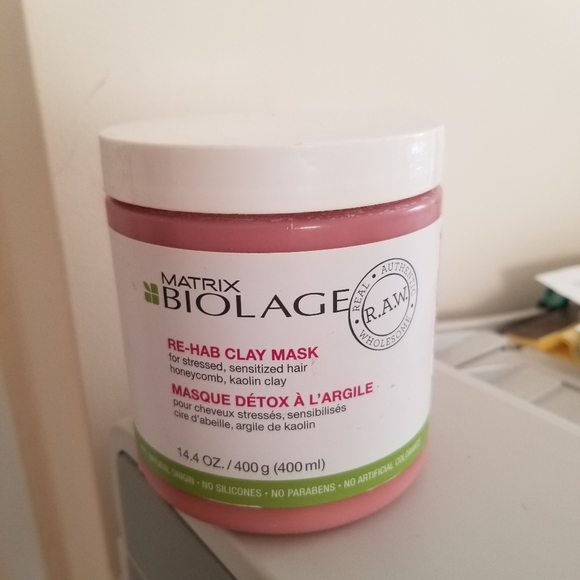 MATRIX
BIOLAGE
REAL • AUTHENTIC • WHOLESOME •
R.A.W.
RE-HAB CLAY MASK
for stressed, sensitized hair
honeycomb, kaolin clay
MASQUE DÉTOX À L'ARGILE
pour cheveux stressés, sensibilisés
cire d'abeille, argile de kaolin
14.4 OZ. / 400 g (400 ml)
ORIGIN • NO SILICONES • NO PARABENS • NO ARTIFICIAL